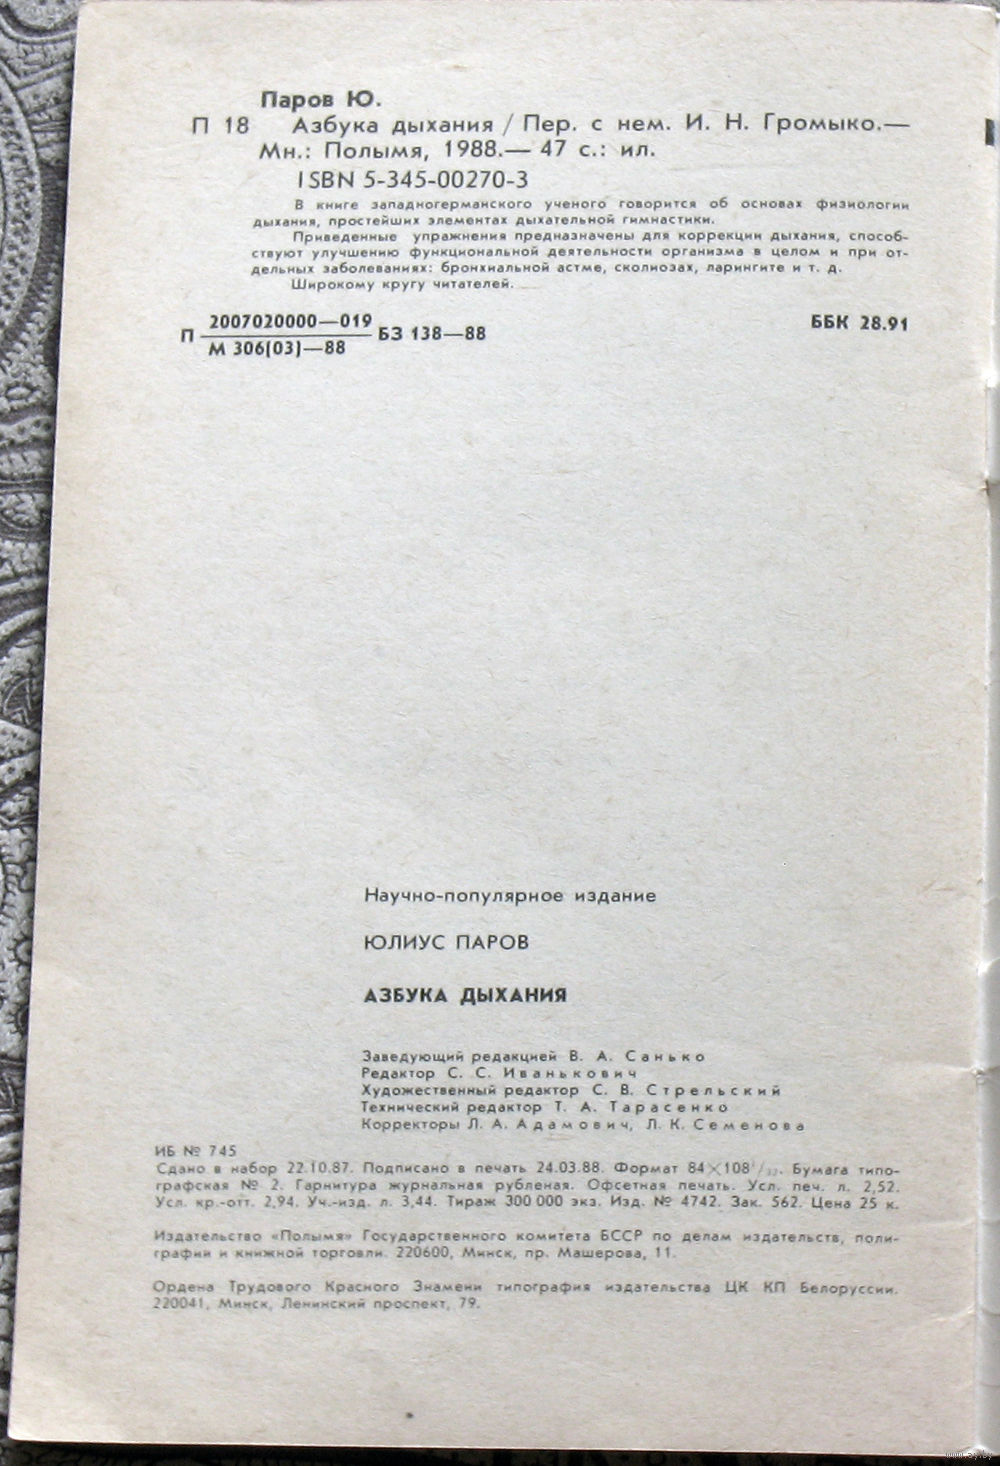 Паров Ю.
П 18 Азбука дыхания / Пер. с нем. И. Н. Громыко.—
Мн.: Полымя, 1988.— 47 с.: ил.
ISBN 5-345-00270-3
В книге западногерманского ученого говорится об основах физиологии
дыхания, простейших элементах дыхательной гимнастики.
Приведенные упражнения предназначены для коррекции дыхания, способ-
ствуют улучшению функциональной деятельности организма в целом и при от-
дельных заболеваниях: бронхиальной астме, сколиозах, ларингите и т. д.
Широкому кругу читателей.
2007020000—019
П БЗ 138—88 ББК 28.91
М 306(03)—88
Научно-популярное издание
ЮЛИУС ПАРОВ
АЗБУКА ДЫХАНИЯ
Заведующий редакцией В. А. Санько
Редактор С. С. Иванькович
Художественный редактор С. В. Стрельский
Технический редактор Т. А. Тарасенко
Корректоры Л. А. Адамович, Л. К. Семенова
ИБ № 745
Сдано в набор 22.10.87. Подписано в печать 24.03.88. Формат 84×108¹/₃₂. Бумага типо-
графская № 2. Гарнитура журнальная рубленая. Офсетная печать. Усл. печ. л. 2,52.
Усл. кр.-отт. 2,94. Уч.-изд. л. 3,44. Тираж 300 000 экз. Изд. № 4742. Зак. 562. Цена 25 к.
Издательство «Полымя» Государственного комитета БССР по делам издательств, поли-
графии и книжной торговли. 220600, Минск, пр. Машерова, 11.
Ордена Трудового Красного Знамени типография издательства ЦК КП Белоруссии.
220041, Минск, Ленинский проспект, 79.